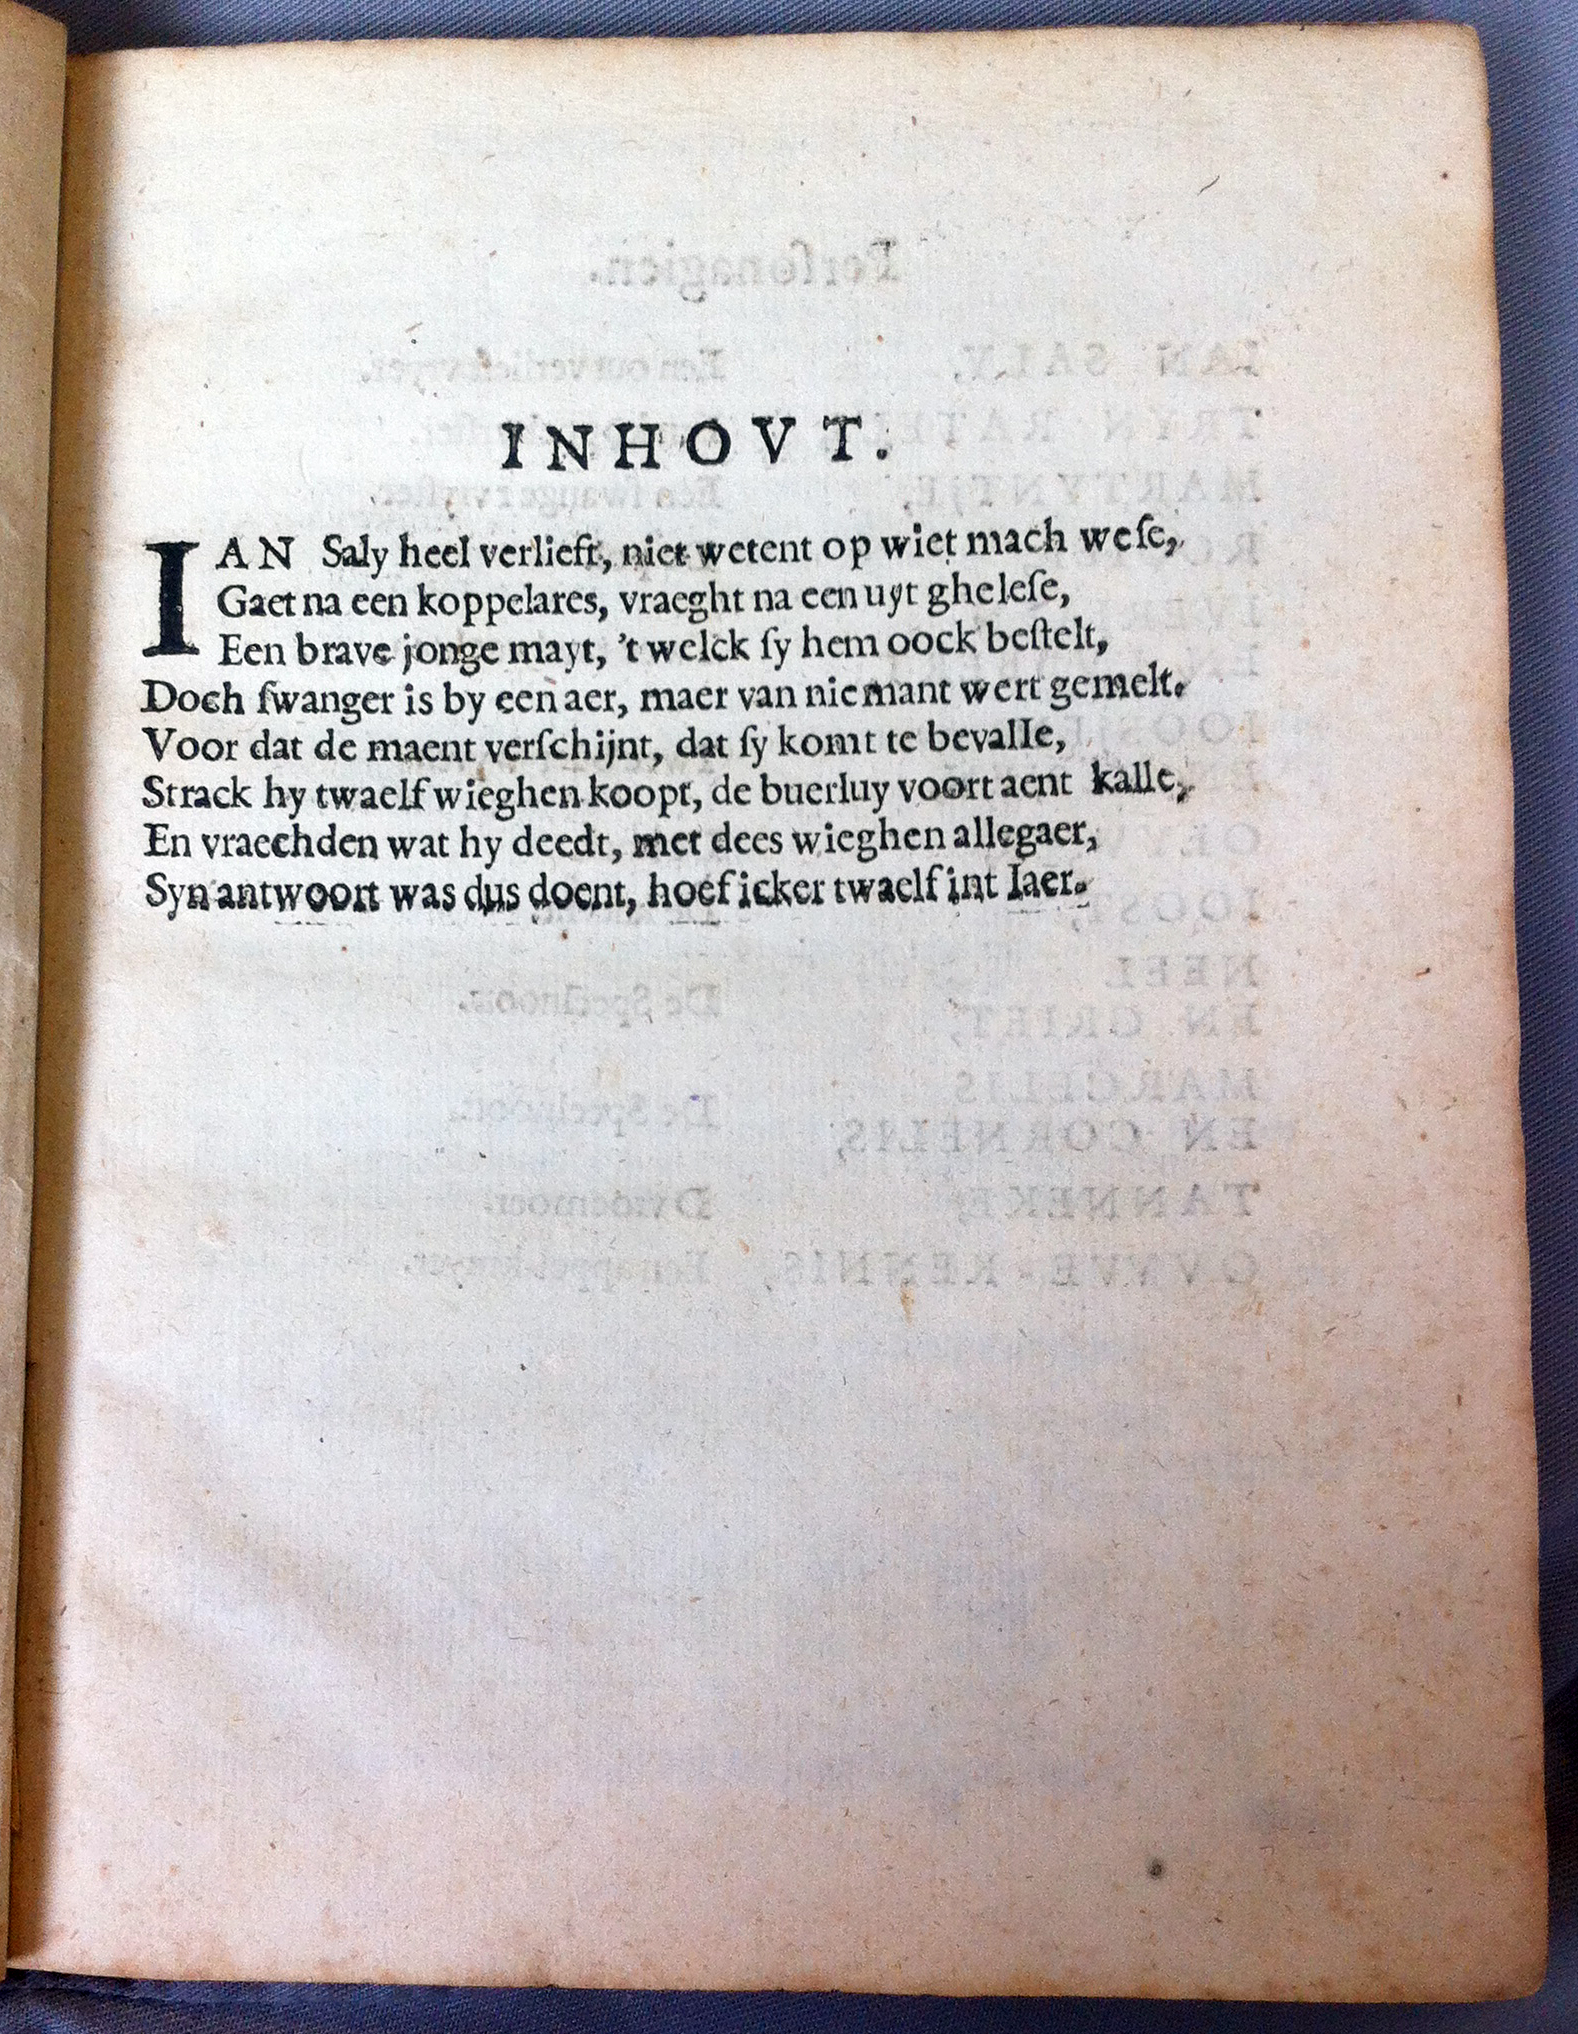 INHOVT.
IAN Saly heel verlieft, niet wetent op wiet mach weſe,
Gaet na een koppelares, vraeght na een uyt gheleſe,
Een brave jonge mayt, 't welck ſy hem oock beſtelt,
Doch ſwanger is by een aer, maer van niemant wert gemelt.
Voor dat de maent verſchijnt, dat ſy komt te bevalle,
Strack hy twaelf wieghen koopt, de buerluy voort aent kalle,
En vraechden wat hy deedt, met dees wieghen allegaer,
Syn antwoort was dus doent, hoef icker twaelf int Iaer.